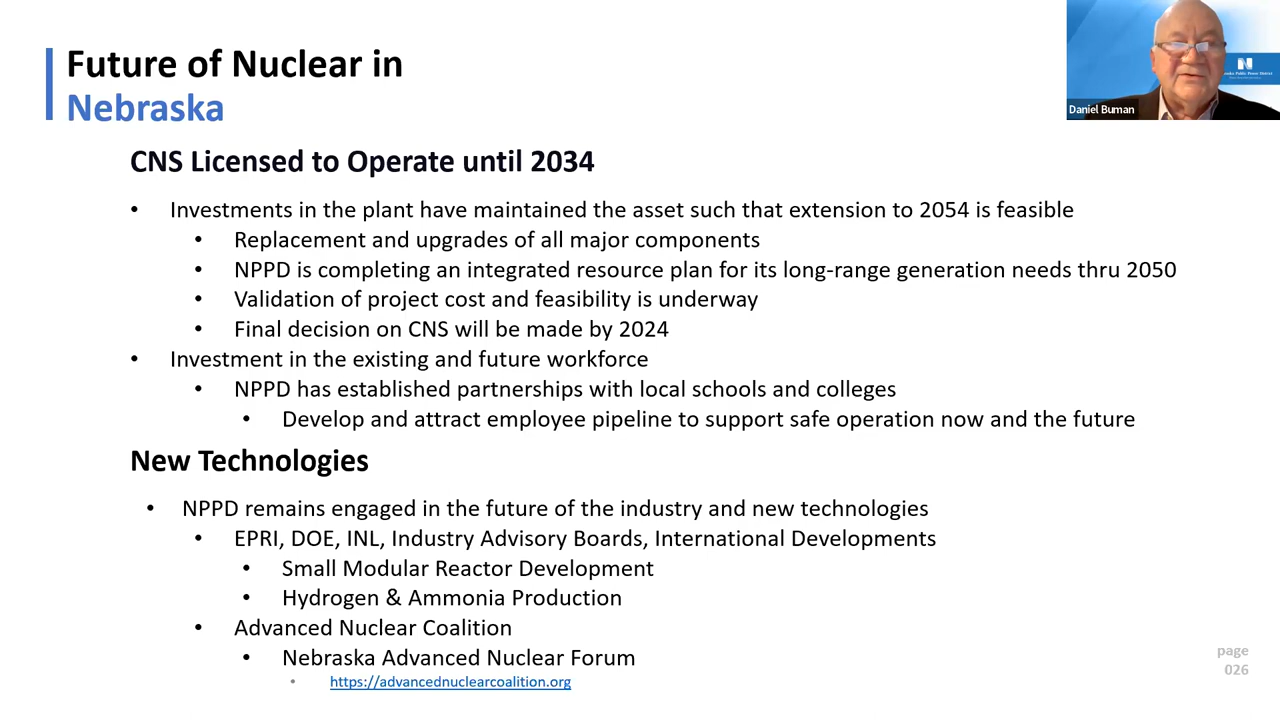 Future of Nuclear in
Nebraska
Daniel Buman
N
CNS Licensed to Operate until 2034
• Investments in the plant have maintained the asset such that extension to 2054 is feasible
• Replacement and upgrades of all major components
• NPPD is completing an integrated resource plan for its long-range generation needs thru 2050
• Validation of project cost and feasibility is underway
• Final decision on CNS will be made by 2024
• Investment in the existing and future workforce
• NPPD has established partnerships with local schools and colleges
• Develop and attract employee pipeline to support safe operation now and the future
New Technologies
• NPPD remains engaged in the future of the industry and new technologies
• EPRI, DOE, INL, Industry Advisory Boards, International Developments
• Small Modular Reactor Development
• Hydrogen & Ammonia Production
• Advanced Nuclear Coalition
• Nebraska Advanced Nuclear Forum
• https://advancednuclearcoalition.org
page
026